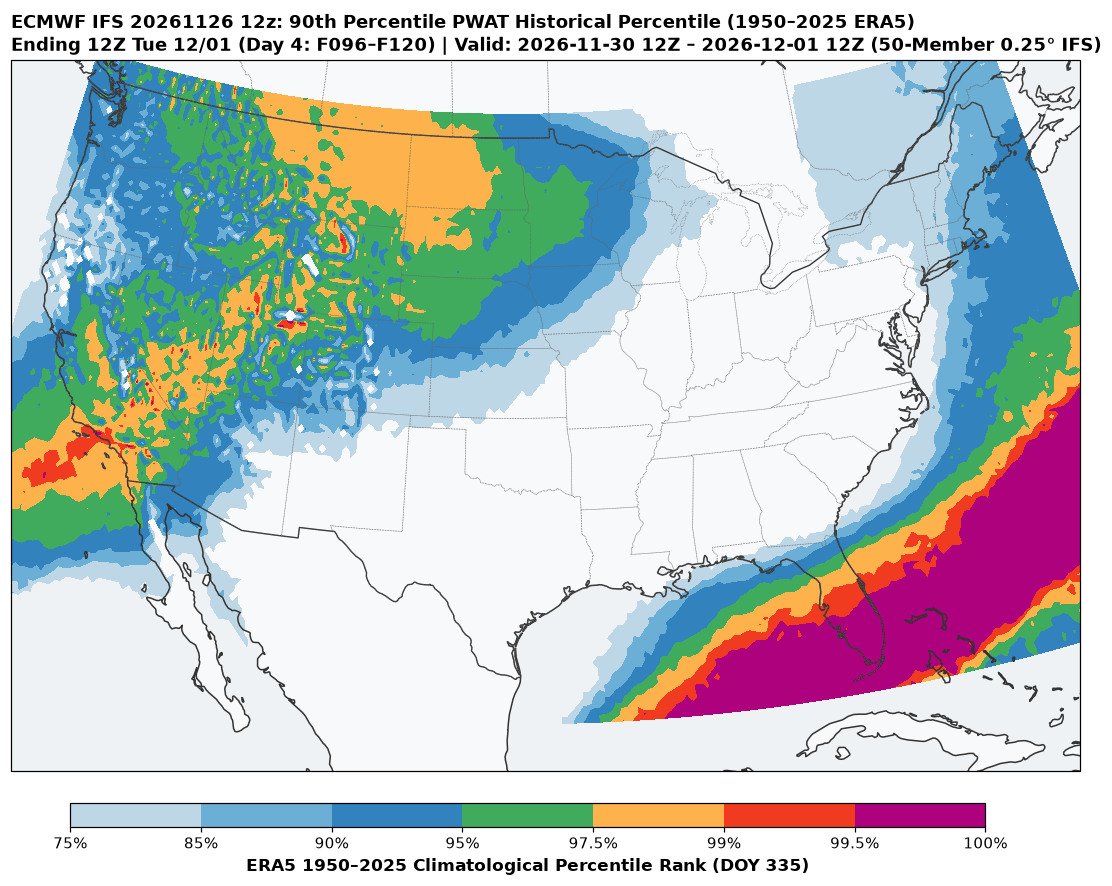 ECMWF IFS 20261126 12z: 90th Percentile PWAT Historical Percentile (1950–2025 ERA5)
Ending 12Z Tue 12/01 (Day 4: F096–F120) | Valid: 2026-11-30 12Z – 2026-12-01 12Z (50-Member 0.25° IFS)
75% 85% 90% 95% 97.5% 99% 99.5% 100%
ERA5 1950–2025 Climatological Percentile Rank (DOY 335)